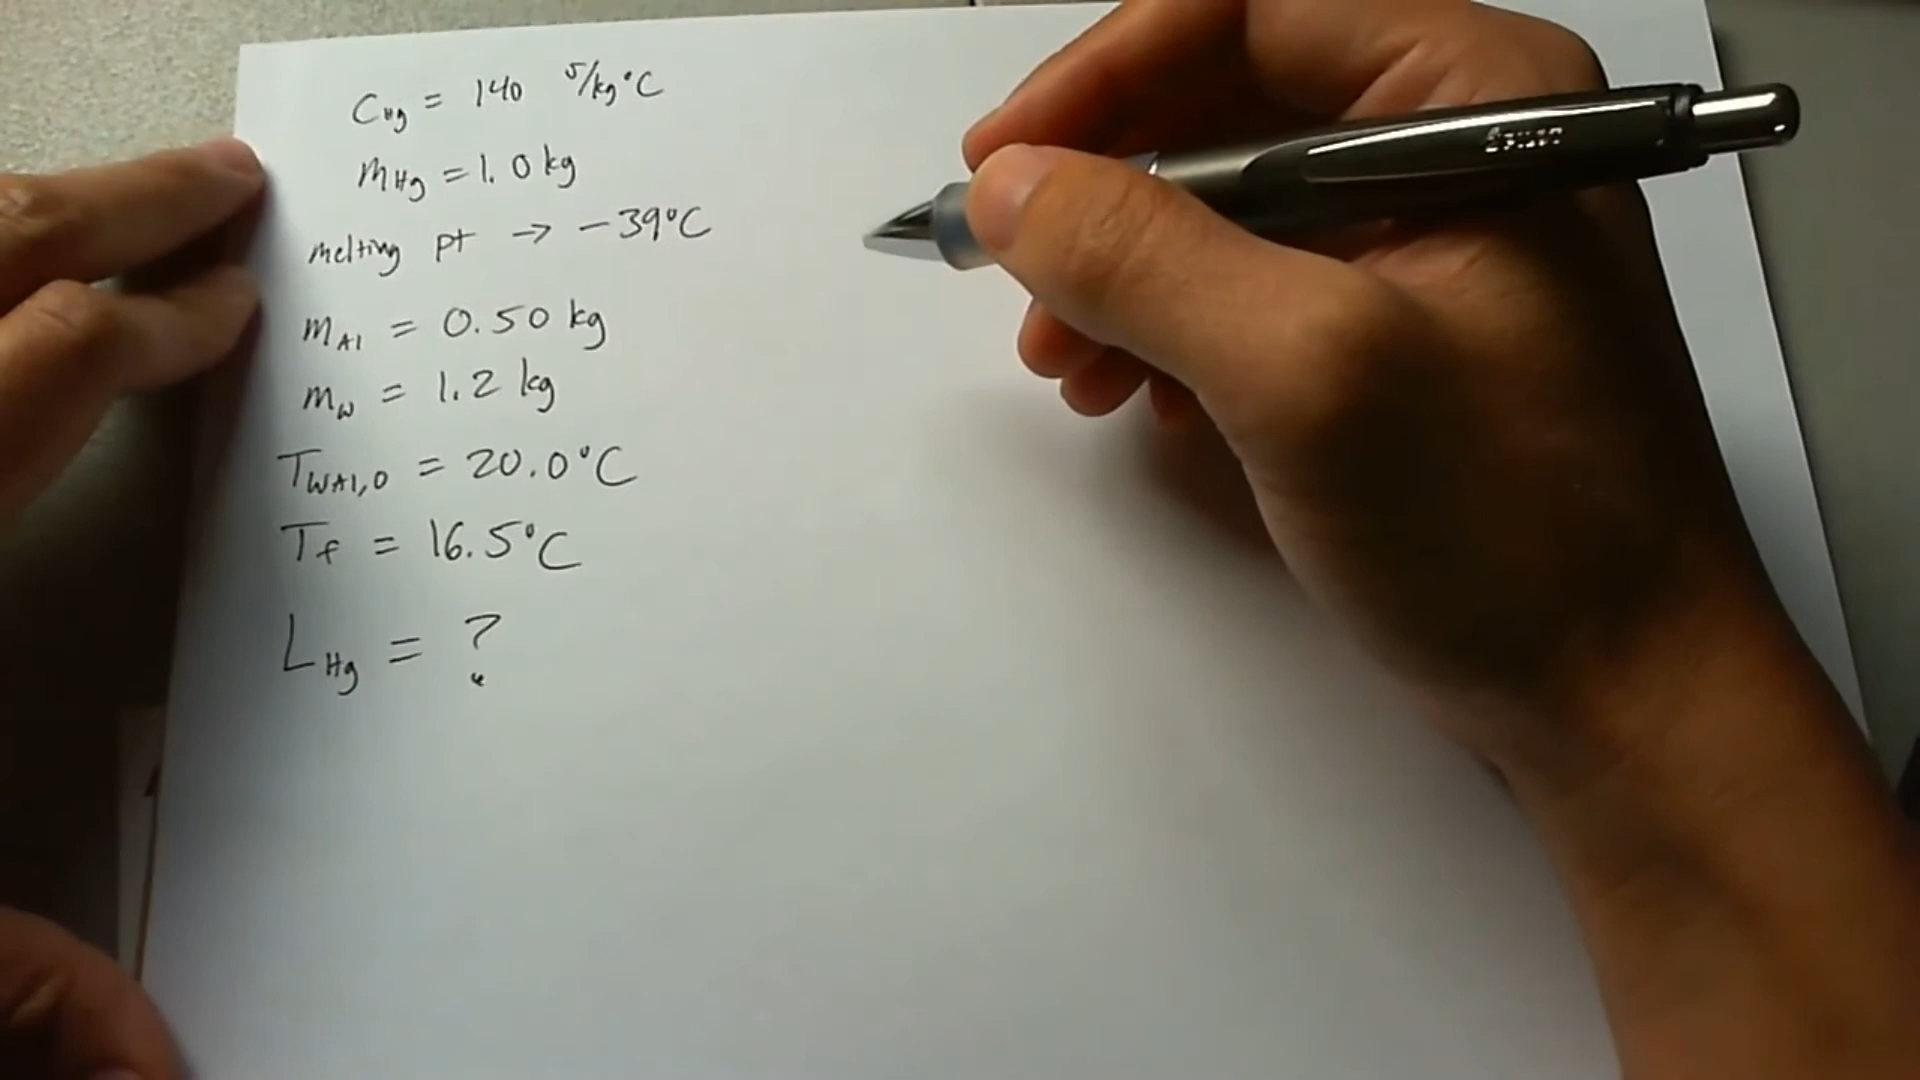 C_Hg = 140 J/kg°C
m_Hg = 1.0 kg
melting pt → -39°C
m_Al = 0.50 kg
m_w = 1.2 kg
T_WAl,0 = 20.0°C
T_f = 16.5°C
L_Hg = ?
PILOT